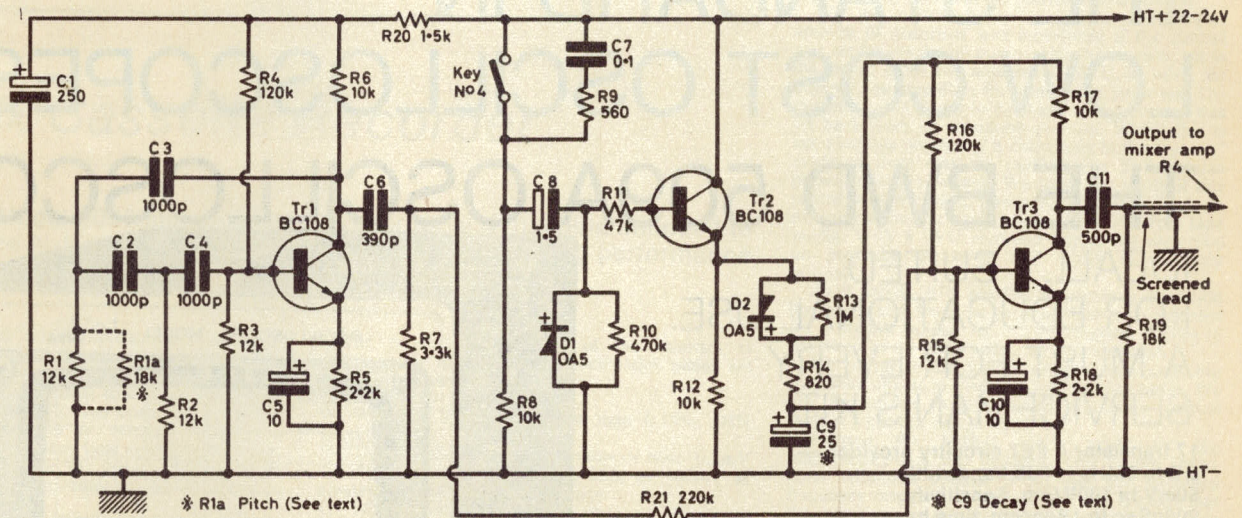 HT+ 22-24V
R20 1·5k
+
C1
250
R4
120k
R6
10k
Key
Nº4
C7
0·1
R9
560
C3
1000p
C6
390p
Tr1
BC108
C2
1000p
C4
1000p
R1
12k
R1a
18k
※
R2
12k
R3
12k
+
C5
10
R5
2·2k
R7
3·3k
R8
10k
C8
1·5
R11
47k
Tr2
BC108
D1
OA5
+
R10
470k
R12
10k
D2
OA5
+
R13
1M
R14
820
+
C9
25
※
R16
120k
R17
10k
Output to
mixer amp
R4
C11
500p
Tr3
BC108
Screened
lead
R15
12k
+
C10
10
R18
2·2k
R19
18k
HT−
※ R1a Pitch (See text)
R21 220k
※ C9 Decay (See text)